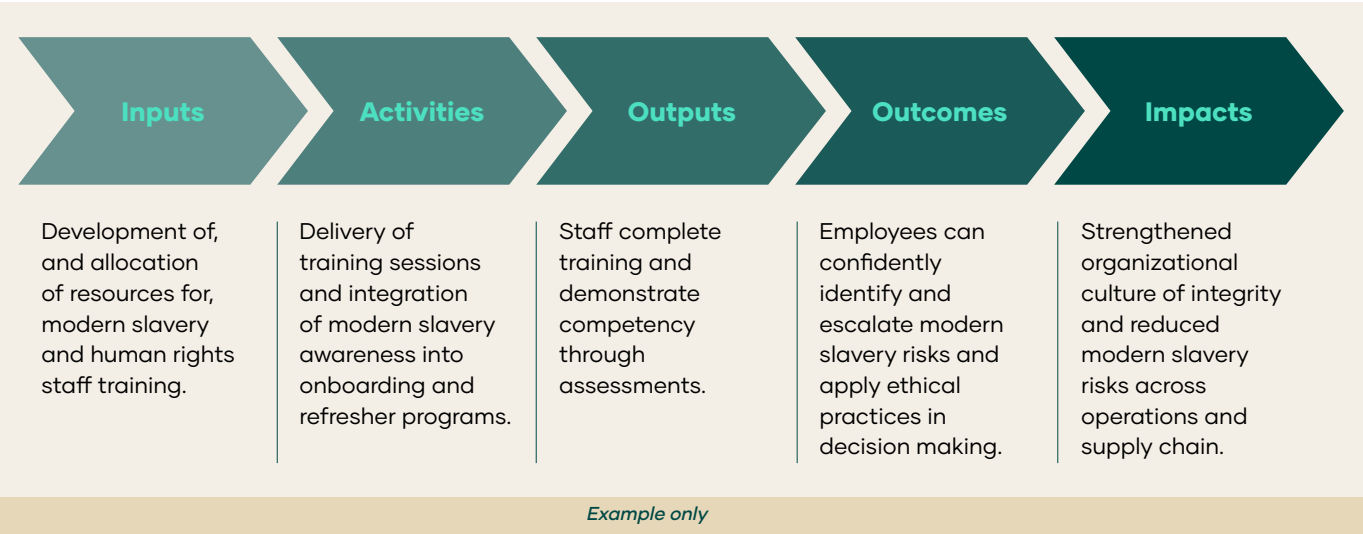 Inputs
Activities
Outputs
Outcomes
Impacts
Development of,
and allocation
of resources for,
modern slavery
and human rights
staff training.
Delivery of
training sessions
and integration
of modern slavery
awareness into
onboarding and
refresher programs.
Staff complete
training and
demonstrate
competency
through
assessments.
Employees can
confidently
identify and
escalate modern
slavery risks and
apply ethical
practices in
decision making.
Strengthened
organizational
culture of integrity
and reduced
modern slavery
risks across
operations and
supply chain.
Example only